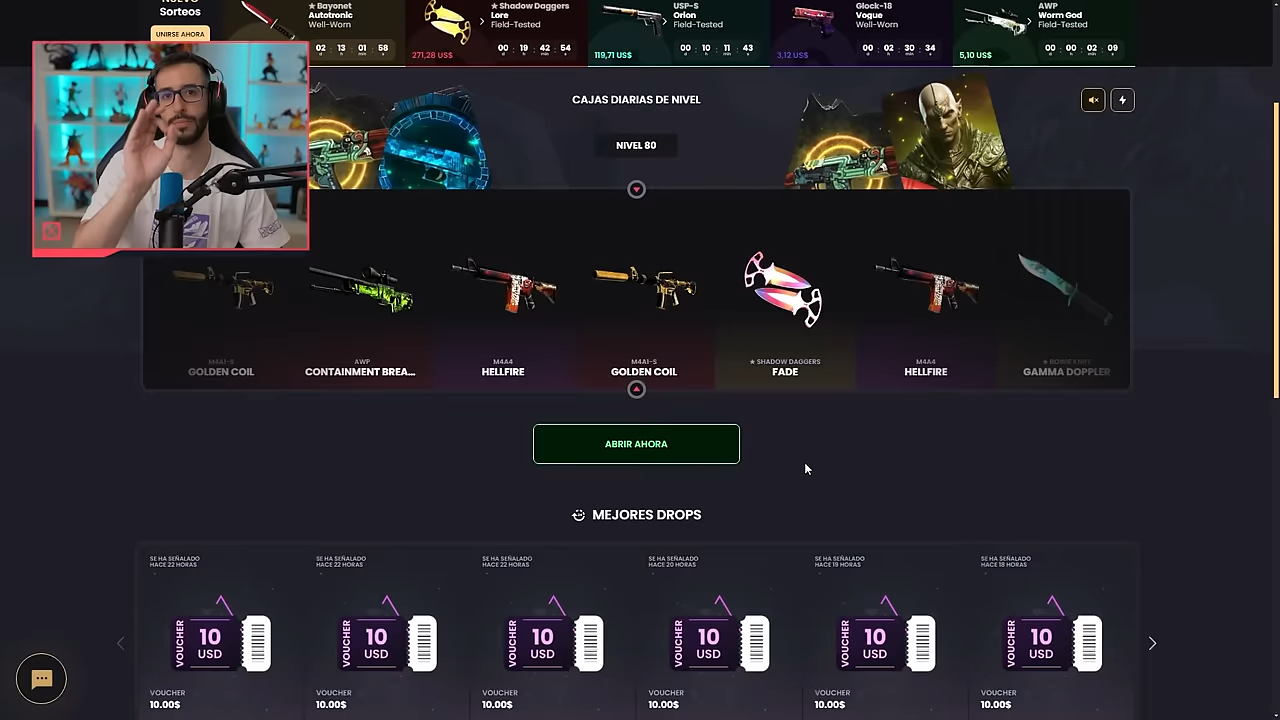 NUEVO
Sorteos
UNIRSE AHORA
★ Bayonet
Autotronic
Well-Worn
02 : 13 : 01 : 58
d h min s
★ Shadow Daggers
Lore
Field-Tested
271,28 US$
00 : 19 : 42 : 54
d h min s
USP-S
Orion
Field-Tested
119,71 US$
00 : 10 : 11 : 43
d h min s
Glock-18
Vogue
Well-Worn
3,12 US$
00 : 02 : 30 : 34
d h min s
AWP
Worm God
Field-Tested
5,10 US$
00 : 00 : 02 : 09
d h min s
CAJAS DIARIAS DE NIVEL
NIVEL 80
M4A1-S
GOLDEN COIL
AWP
CONTAINMENT BREA...
M4A4
HELLFIRE
M4A1-S
GOLDEN COIL
★ SHADOW DAGGERS
FADE
M4A4
HELLFIRE
★ BOWIE KNIFE
GAMMA DOPPLER
ABRIR AHORA
MEJORES DROPS
SE HA SEÑALADO
HACE 22 HORAS
VOUCHER
10
USD
VOUCHER
10.00$
SE HA SEÑALADO
HACE 22 HORAS
VOUCHER
10
USD
VOUCHER
10.00$
SE HA SEÑALADO
HACE 22 HORAS
VOUCHER
10
USD
VOUCHER
10.00$
SE HA SEÑALADO
HACE 20 HORAS
VOUCHER
10
USD
VOUCHER
10.00$
SE HA SEÑALADO
HACE 19 HORAS
VOUCHER
10
USD
VOUCHER
10.00$
SE HA SEÑALADO
HACE 18 HORAS
VOUCHER
10
USD
VOUCHER
10.00$